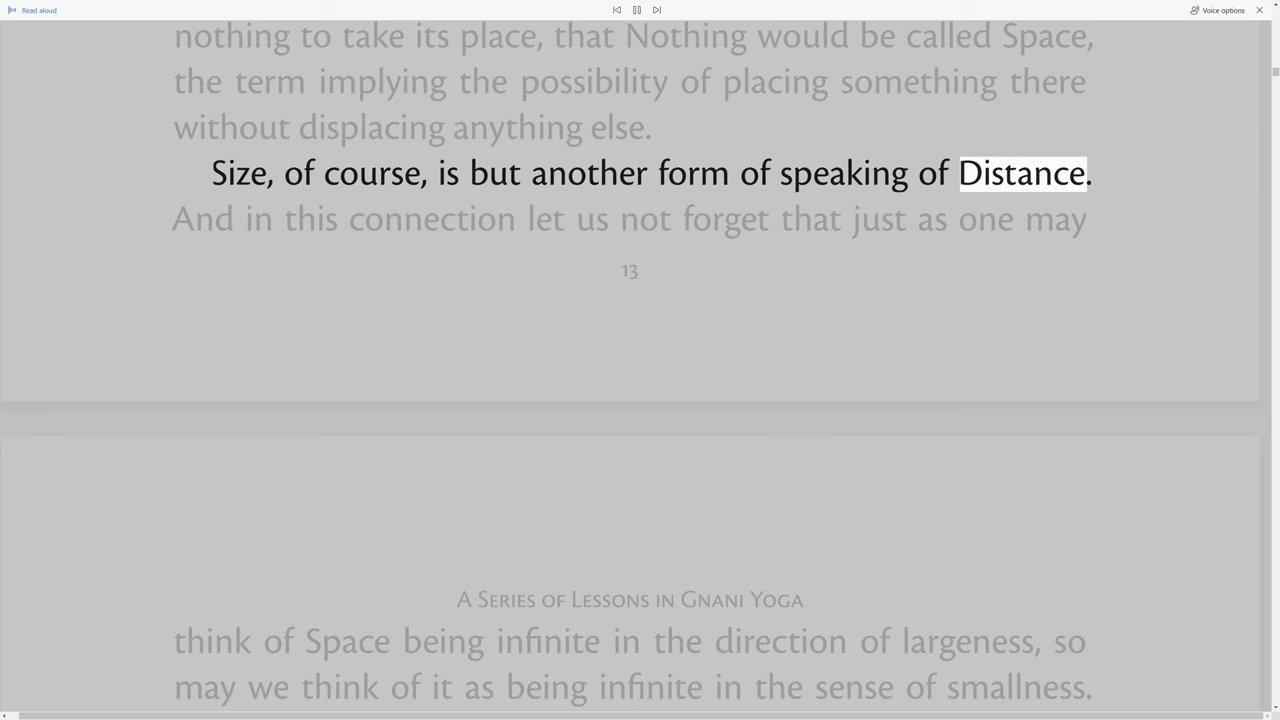 Read aloud
Voice options
nothing to take its place, that Nothing would be called Space,
the term implying the possibility of placing something there
without displacing anything else.
Size, of course, is but another form of speaking of Distance.
And in this connection let us not forget that just as one may
13
A Series of Lessons in Gnani Yoga
think of Space being infinite in the direction of largeness, so
may we think of it as being infinite in the sense of smallness.